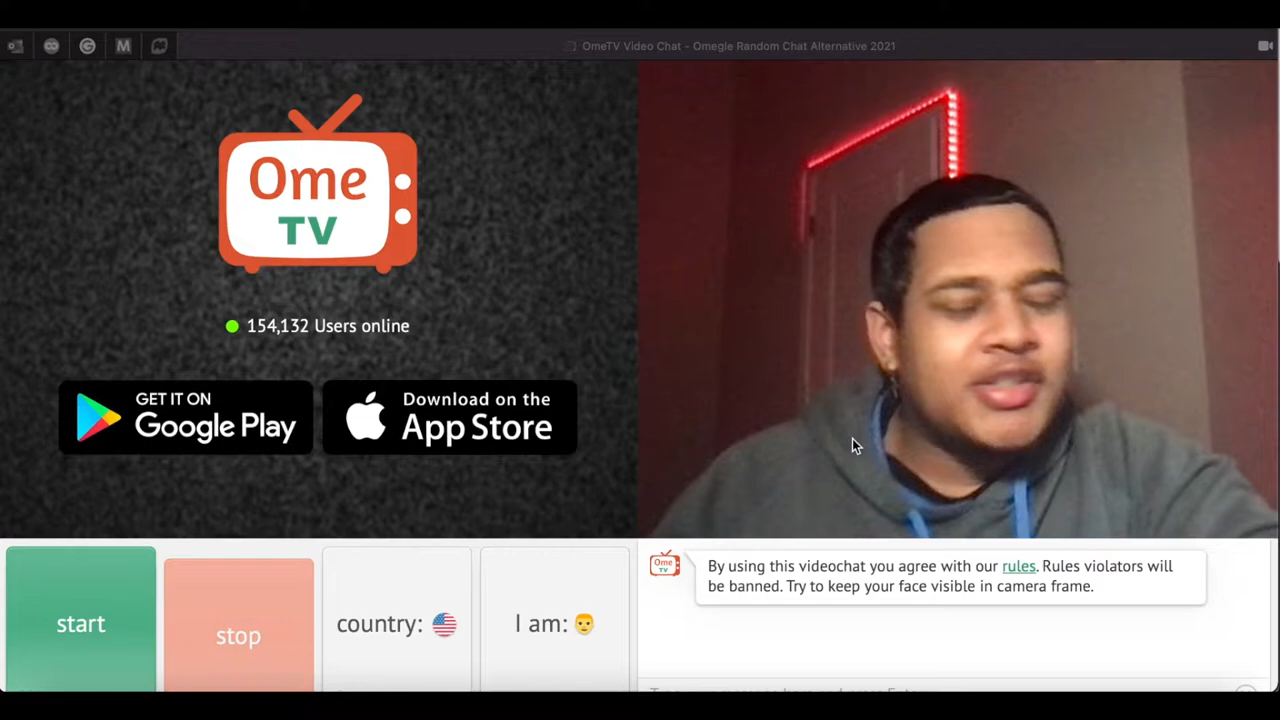 OmeTV Video Chat - Omegle Random Chat Alternative 2021
Ome
TV
154,132 Users online
GET IT ON
Google Play
Download on the
App Store
start
stop
country:
I am:
Ome
TV
By using this videochat you agree with our rules. Rules violators will
be banned. Try to keep your face visible in camera frame.